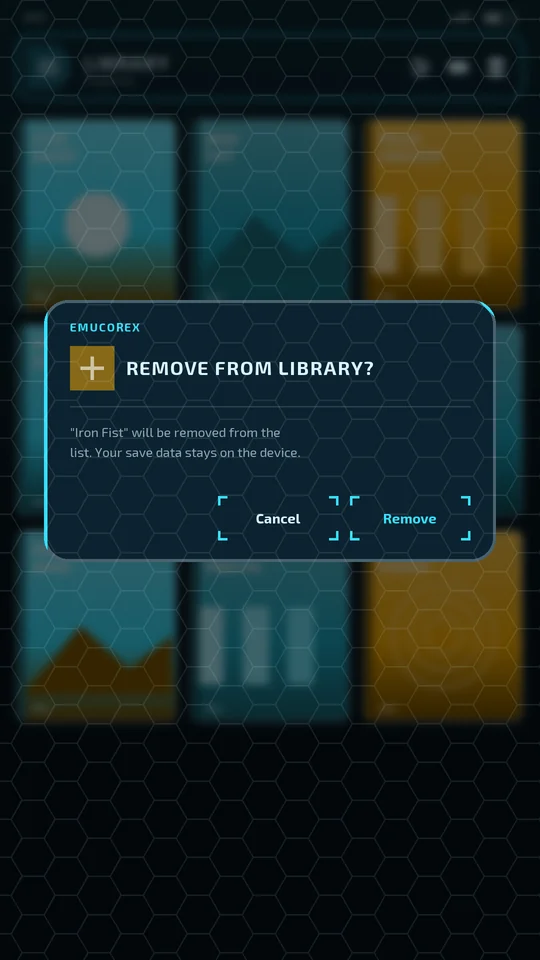 EMUCOREX
REMOVE FROM LIBRARY?
"Iron Fist" will be removed from the
list. Your save data stays on the device.
Cancel
Remove